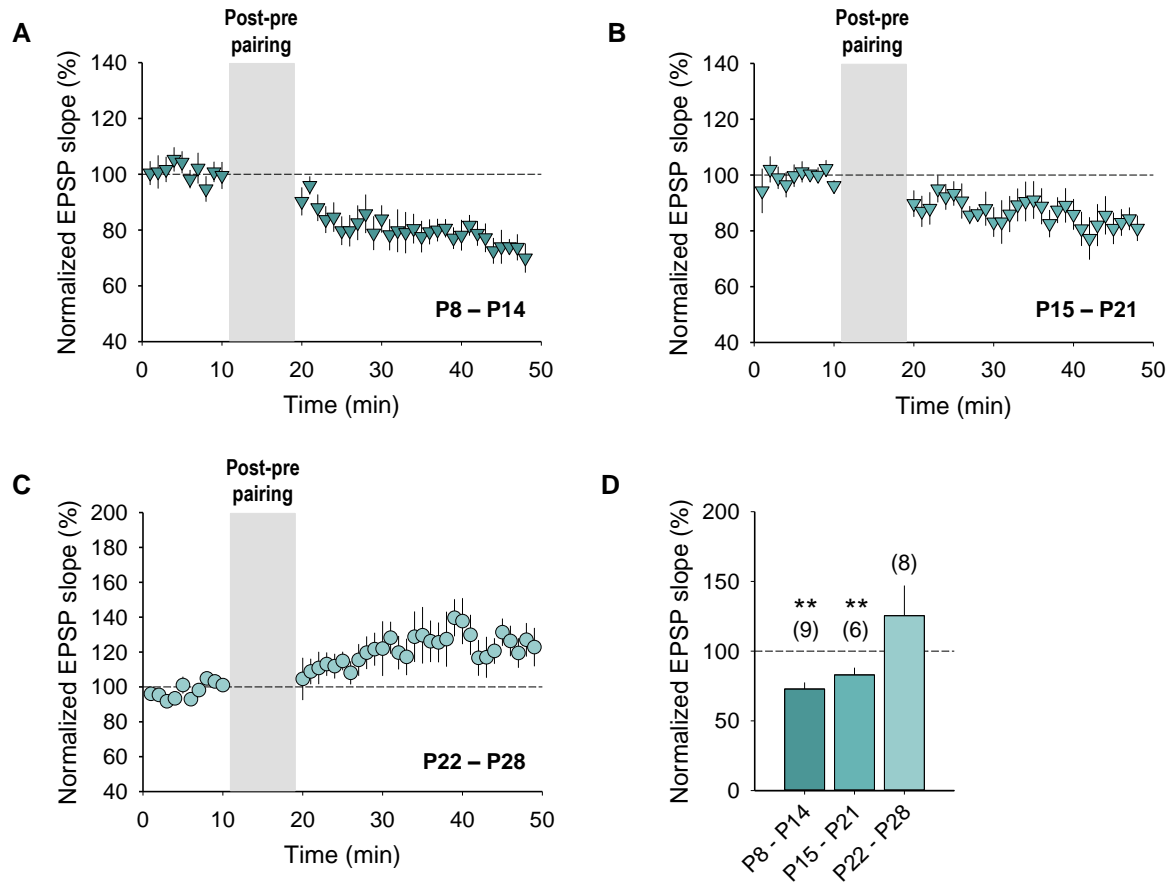 A
Post-pre
pairing
Normalized EPSP slope (%)
140
120
100
80
60
40
0 10 20 30 40 50
Time (min)
P8 – P14
B
Post-pre
pairing
Normalized EPSP slope (%)
140
120
100
80
60
40
0 10 20 30 40 50
Time (min)
P15 – P21
C
Post-pre
pairing
Normalized EPSP slope (%)
200
180
160
140
120
100
80
60
40
0 10 20 30 40 50
Time (min)
P22 – P28
D
Normalized EPSP slope (%)
200
150
100
50
0
** ** (8)
(9) (6)
P8 - P14
P15 - P21
P22 - P28